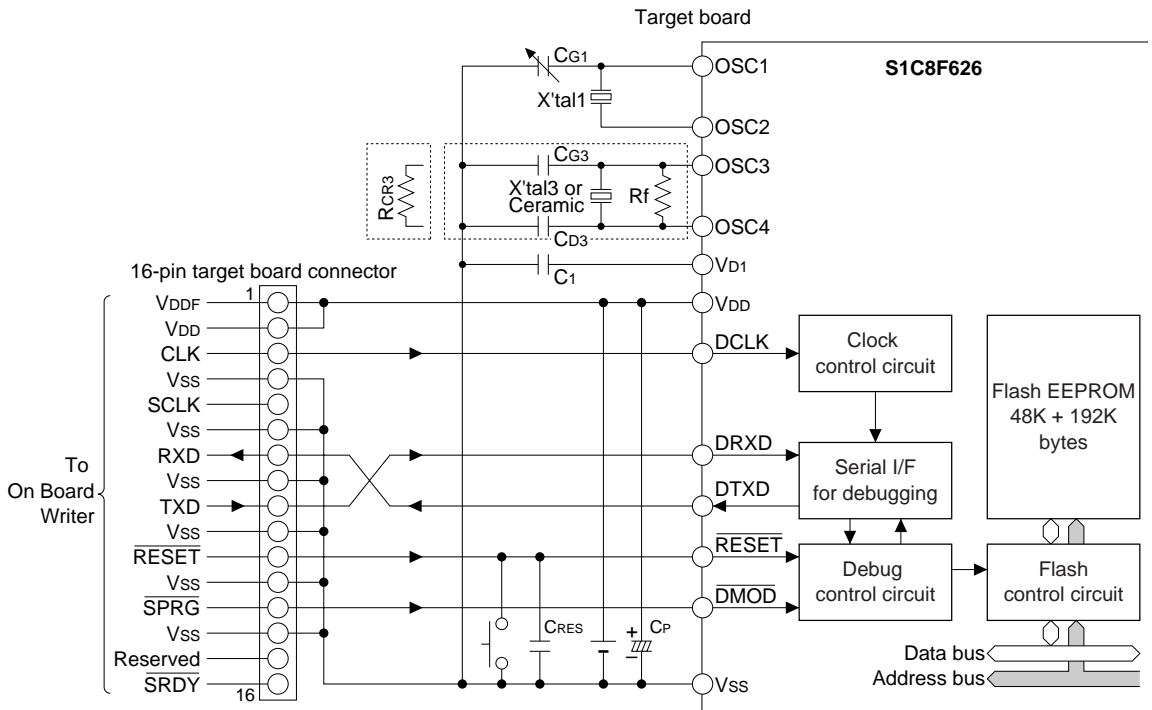 Target board
S1C8F626
CG1
X'tal1
OSC1
OSC2
RCR3
CG3
X'tal3 or
Ceramic
Rf
CD3
OSC3
OSC4
C1
VD1
16-pin target board connector
To
On Board
Writer
1
VDDF
VDD
CLK
VSS
SCLK
VSS
RXD
VSS
TXD
VSS
RESET
VSS
SPRG
VSS
Reserved
SRDY
16
CRES
+
−
CP
VDD
DCLK
DRXD
DTXD
RESET
DMOD
VSS
Clock
control circuit
Serial I/F
for debugging
Debug
control circuit
Flash EEPROM
48K + 192K
bytes
Flash
control circuit
Data bus
Address bus